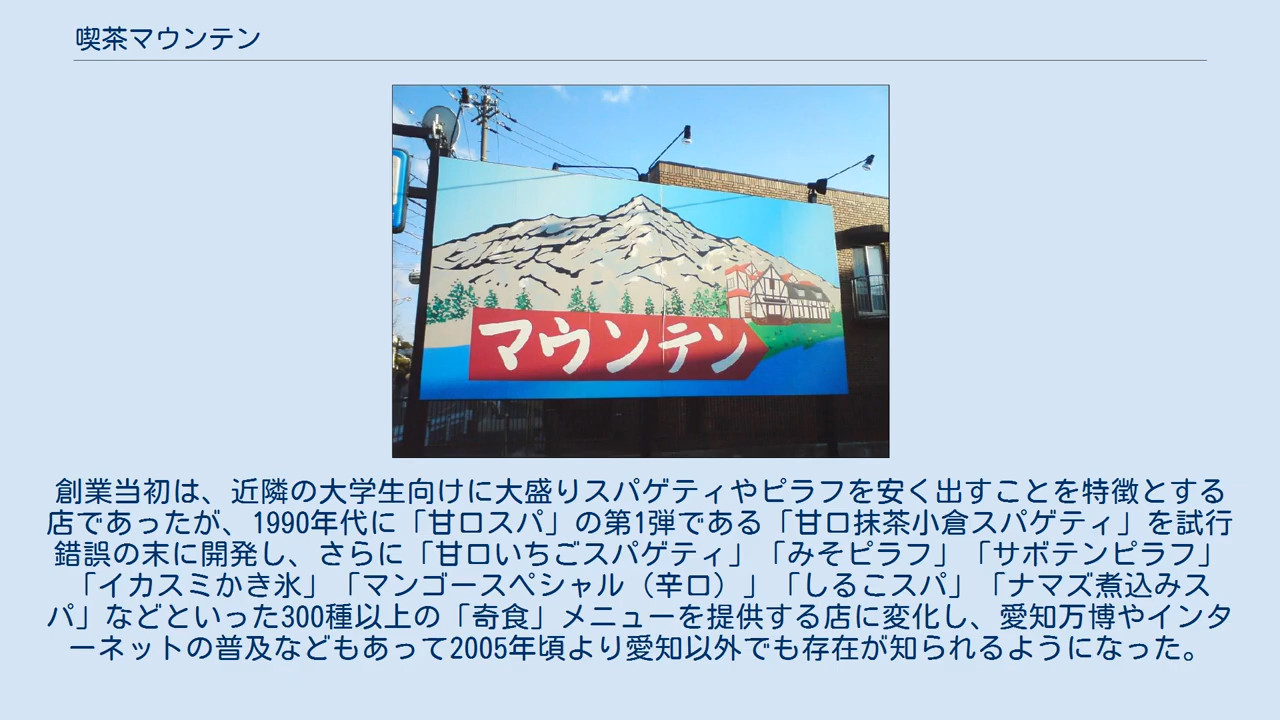 喫茶マウンテン
マウンテン
創業当初は、近隣の大学生向けに大盛りスパゲティやピラフを安く出すことを特徴とする
店であったが、1990年代に「甘口スパ」の第1弾である「甘口抹茶小倉スパゲティ」を試行
錯誤の末に開発し、さらに「甘口いちごスパゲティ」「みそピラフ」「サボテンピラフ」
「イカスミかき氷」「マンゴースペシャル（辛口）」「しるこスパ」「ナマズ煮込みス
パ」などといった300種以上の「奇食」メニューを提供する店に変化し、愛知万博やインタ
ーネットの普及などもあって2005年頃より愛知以外でも存在が知られるようになった。